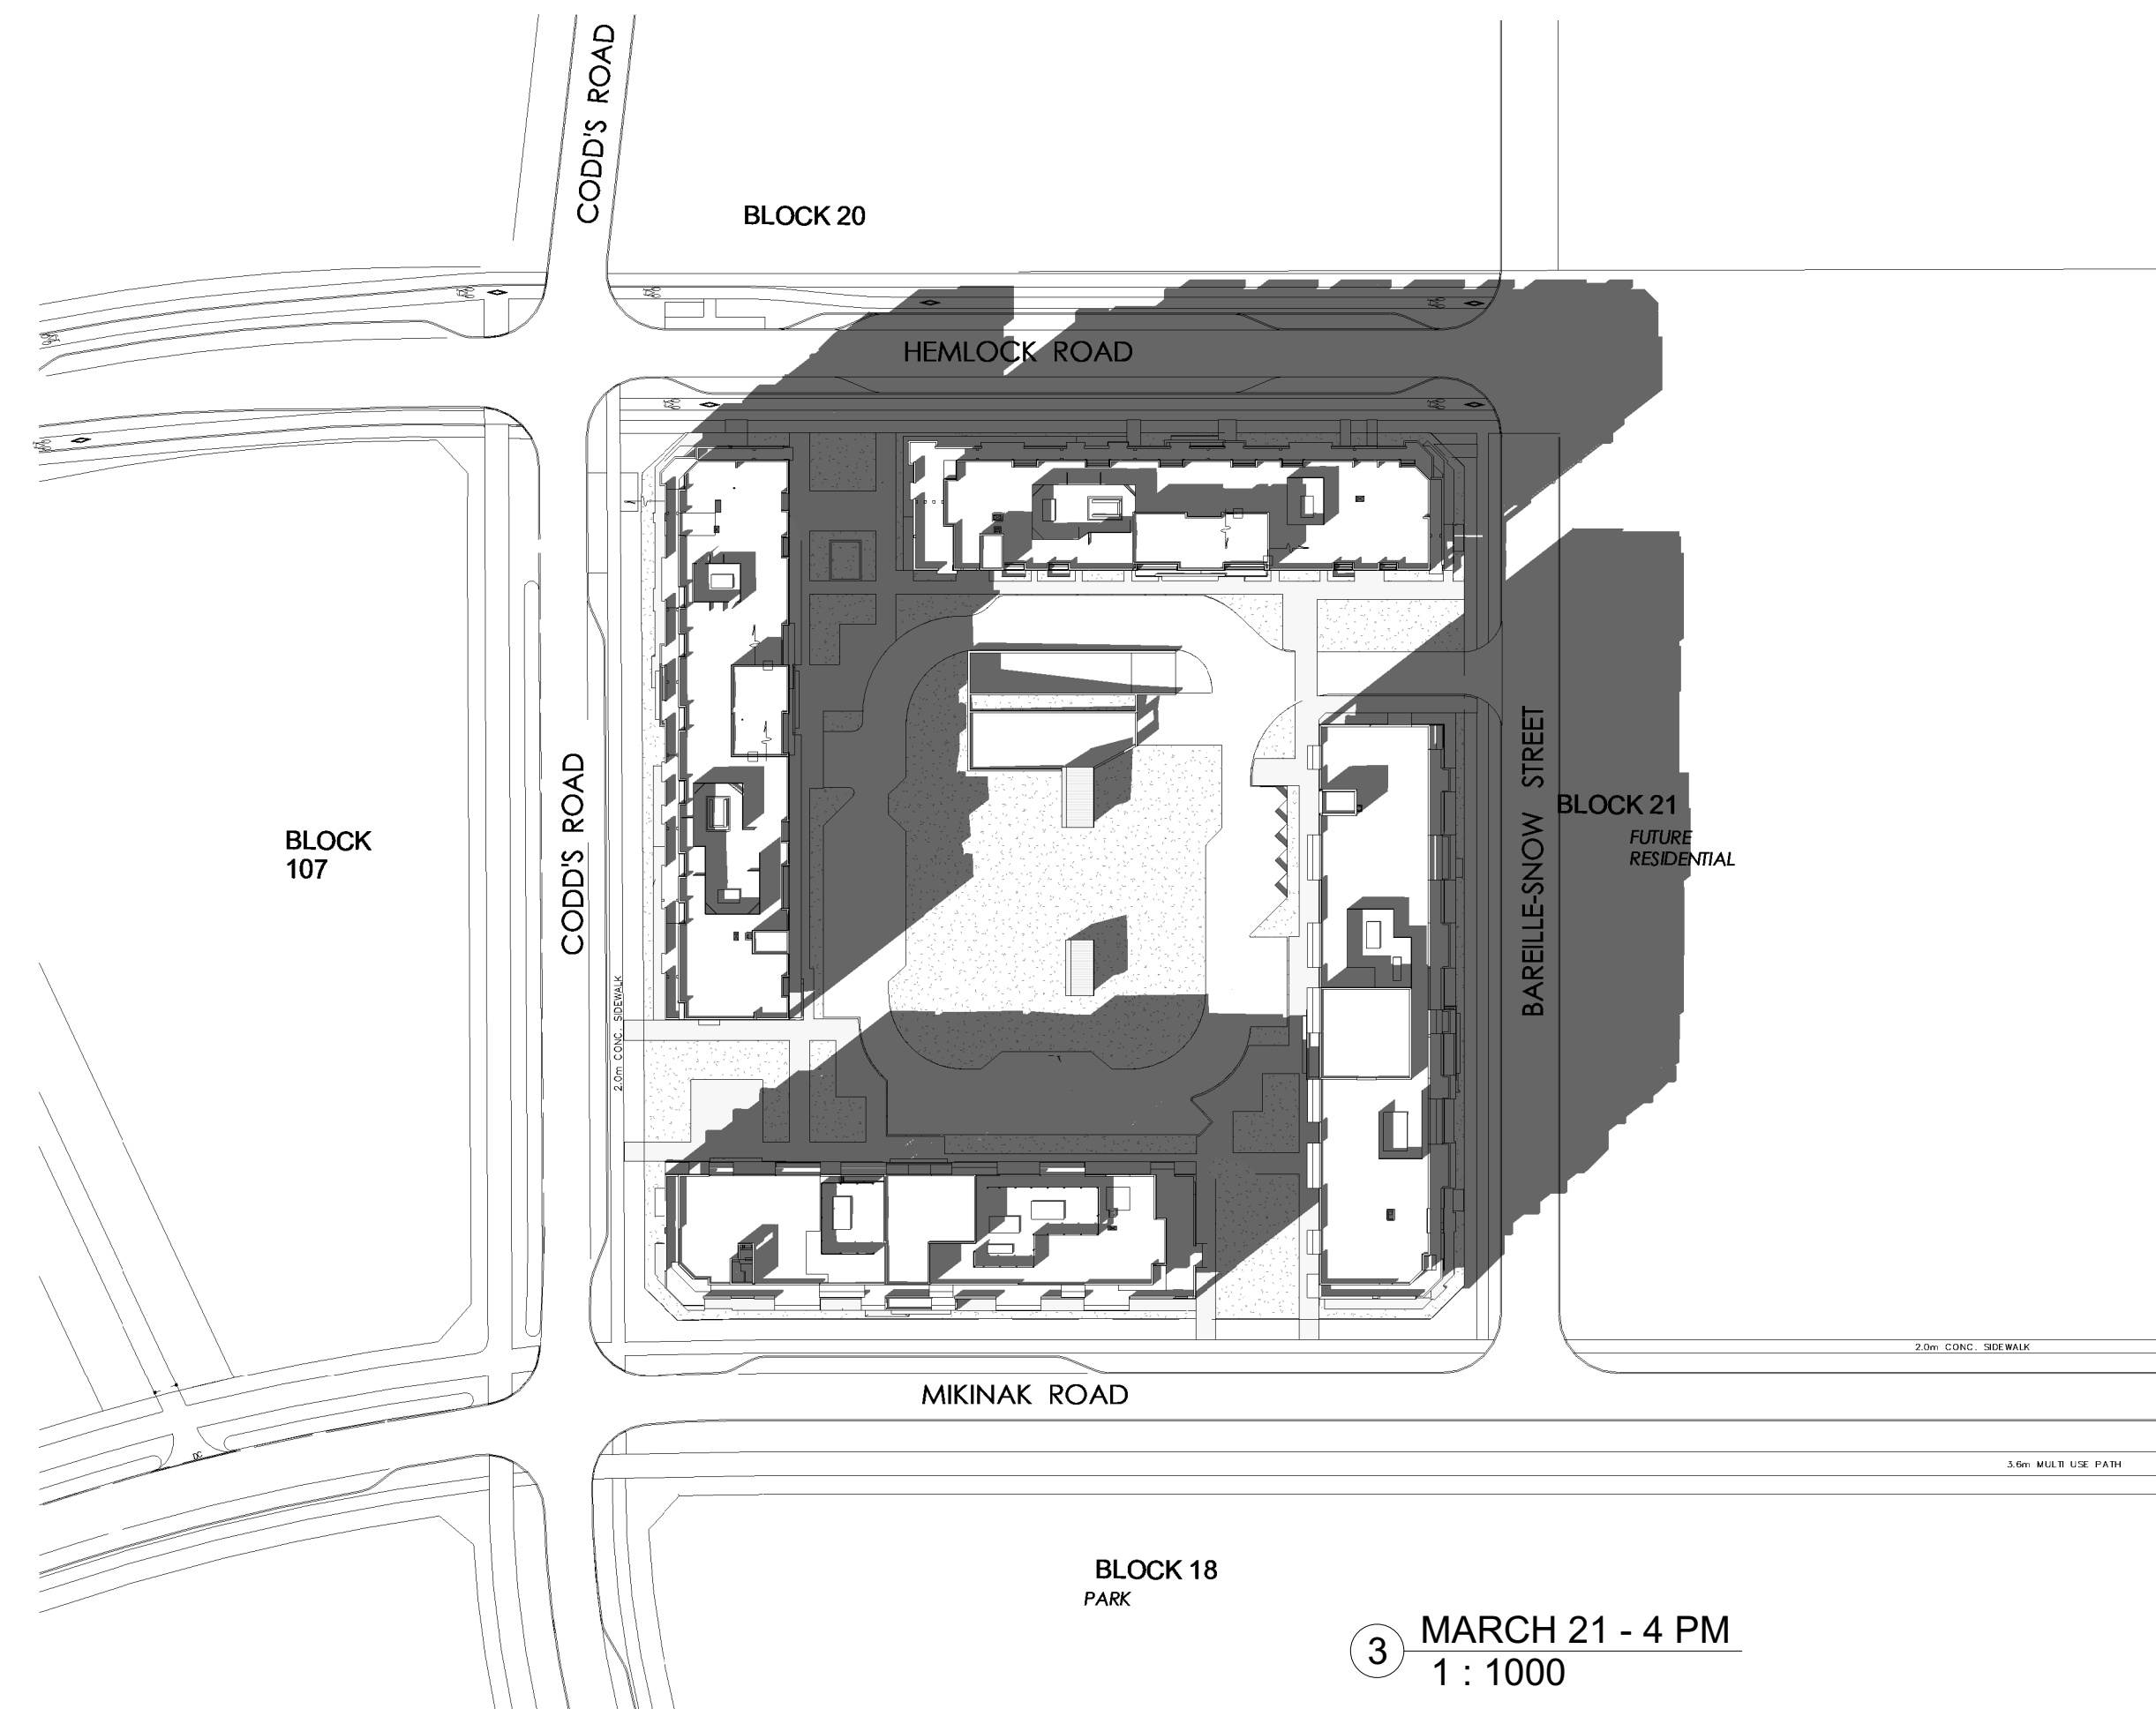 CODD'S ROAD
BLOCK 20
HEMLOCK ROAD
BLOCK
107
CODD'S ROAD
2.0m CONC. SIDEWALK
BAREILLE-SNOW STREET
BLOCK 21
FUTURE
RESIDENTIAL
2.0m CONC. SIDEWALK
MIKINAK ROAD
DC
3.6m MULTI USE PATH
BLOCK 18
PARK
3
MARCH 21 - 4 PM
1 : 1000